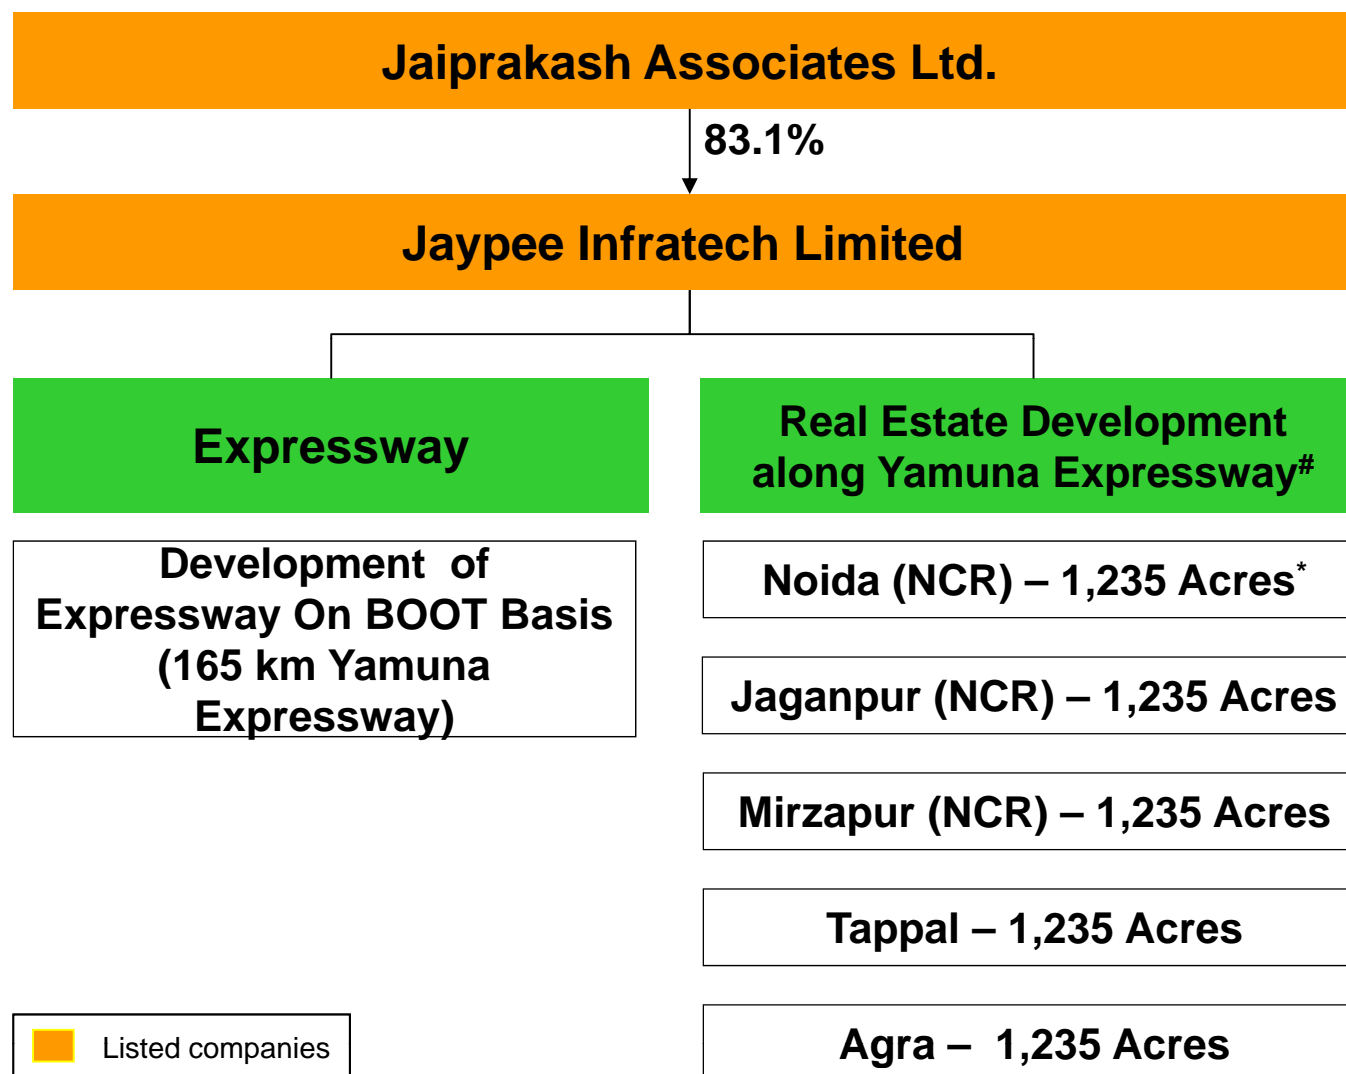 Jaiprakash Associates Ltd.
83.1%
Jaypee Infratech Limited
Expressway
Real Estate Development
along Yamuna Expressway#
Development of
Expressway On BOOT Basis
(165 km Yamuna
Expressway)
Noida (NCR) – 1,235 Acres*
Jaganpur (NCR) – 1,235 Acres
Mirzapur (NCR) – 1,235 Acres
Tappal – 1,235 Acres
Agra – 1,235 Acres
Listed companies